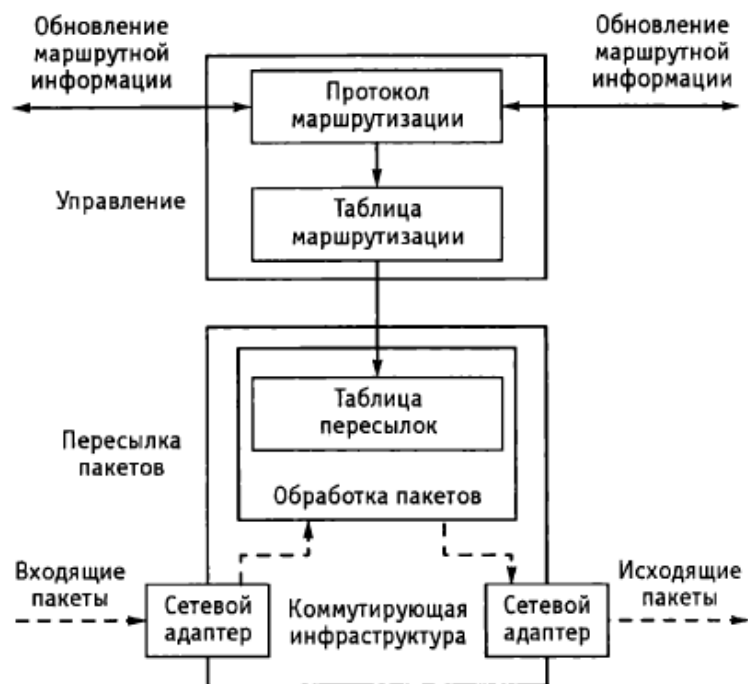 Обновление
маршрутной
информации
Обновление
маршрутной
информации
Протокол
маршрутизации
Управление
Таблица
маршрутизации
Таблица
пересылок
Пересылка
пакетов
Обработка пакетов
Входящие
пакеты
Сетевой
адаптер
Коммутирующая
инфраструктура
Сетевой
адаптер
Исходящие
пакеты